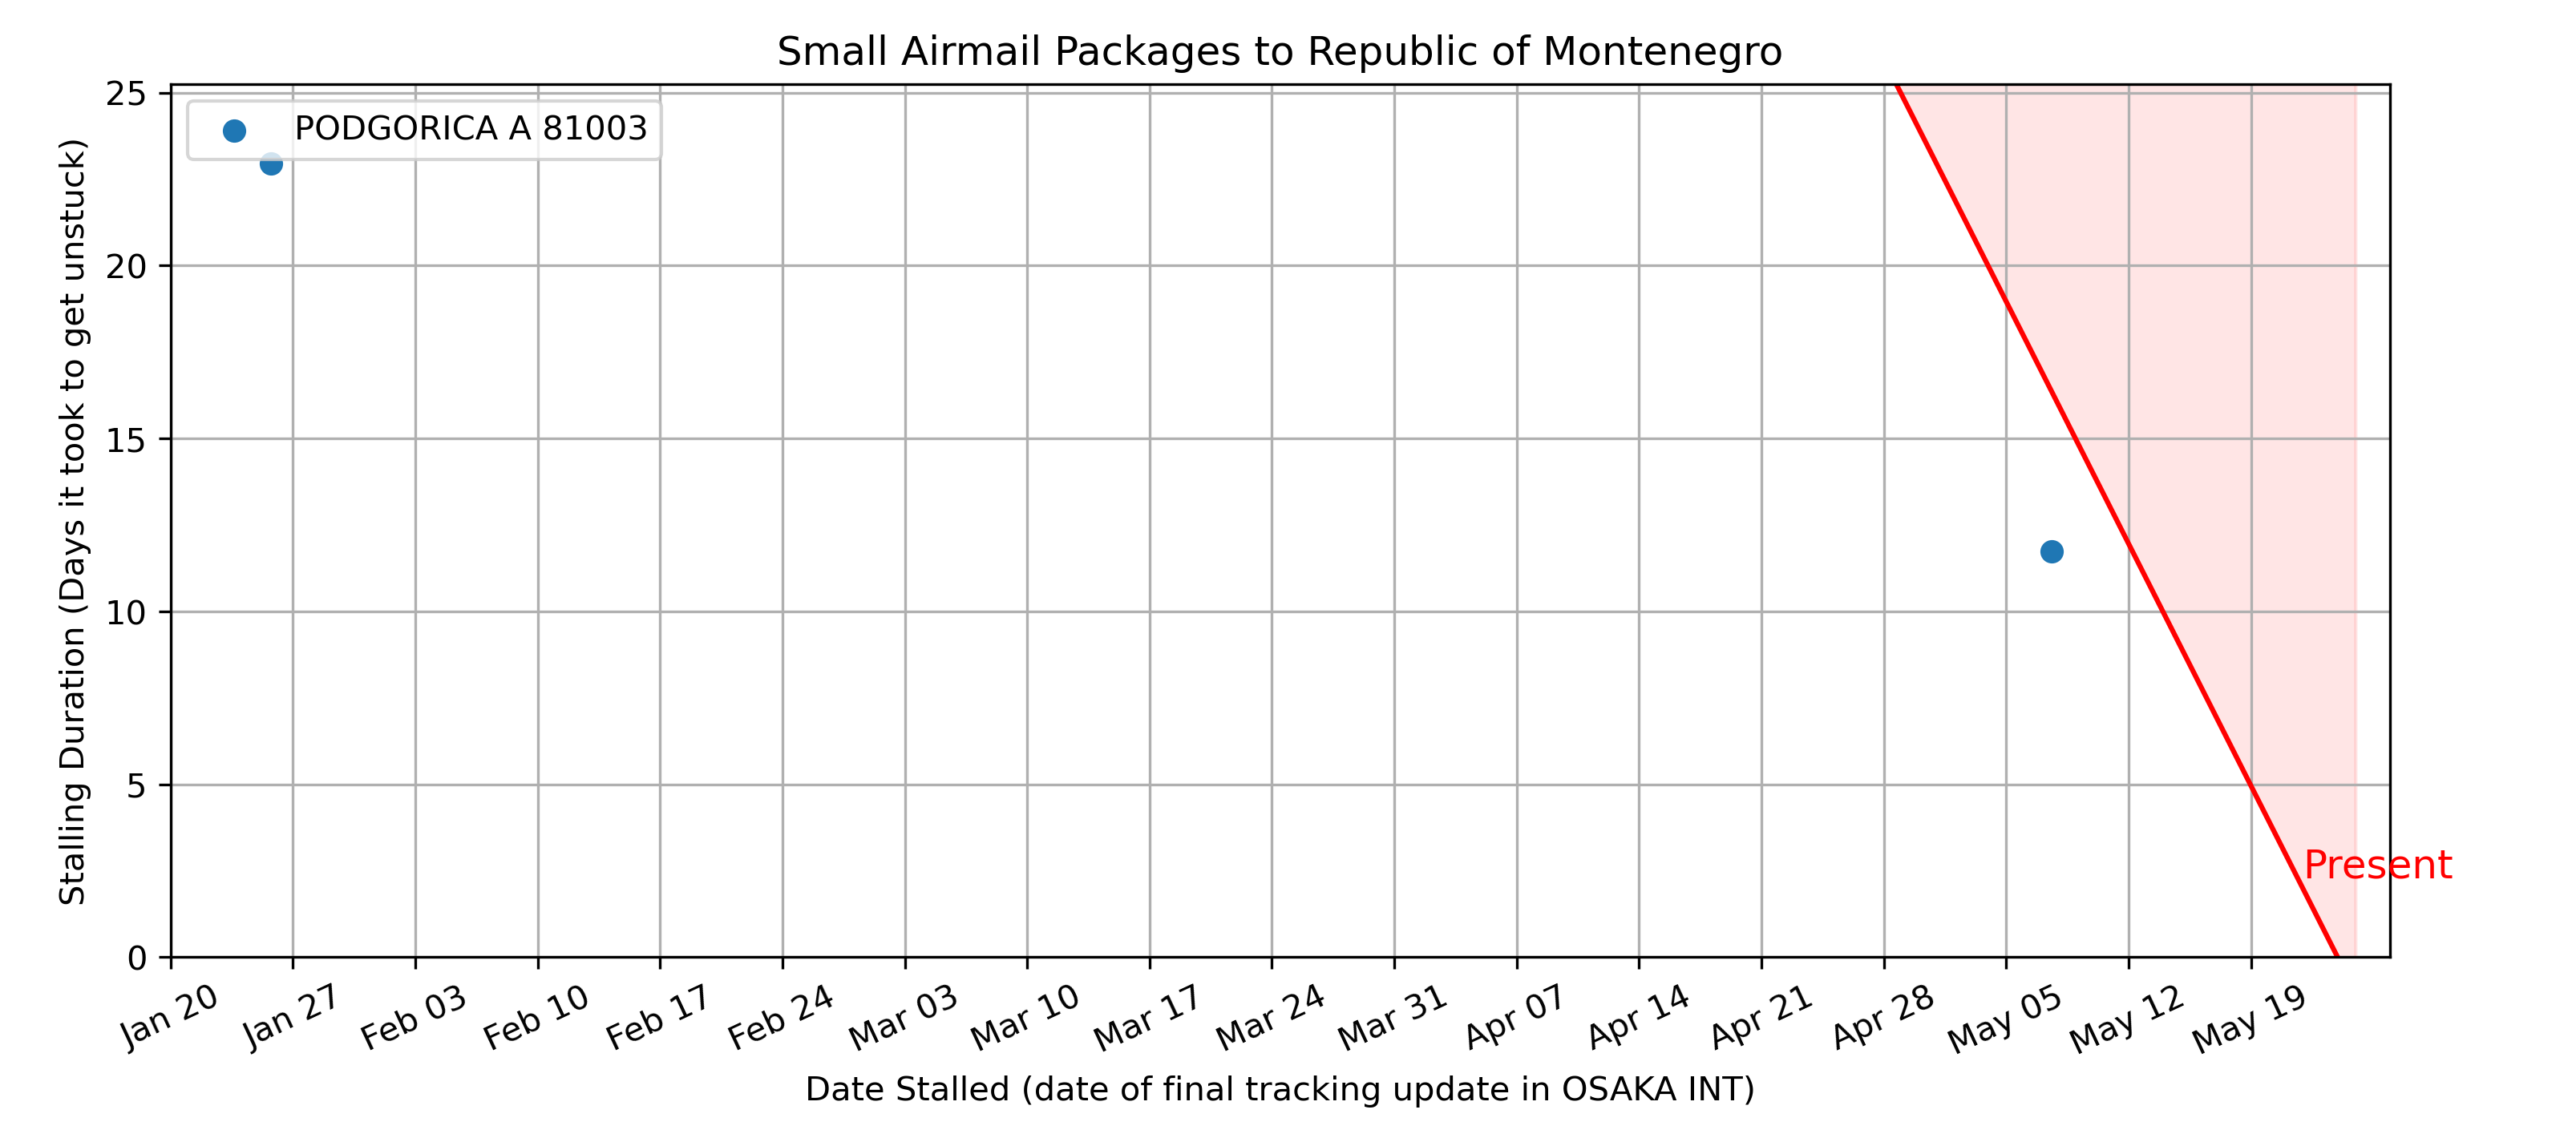 Small Airmail Packages to Republic of Montenegro
PODGORICA A 81003
Stalling Duration (Days it took to get unstuck)
25
20
15
10
5
0
Present
Jan 20
Jan 27
Feb 03
Feb 10
Feb 17
Feb 24
Mar 03
Mar 10
Mar 17
Mar 24
Mar 31
Apr 07
Apr 14
Apr 21
Apr 28
May 05
May 12
May 19
Date Stalled (date of final tracking update in OSAKA INT)